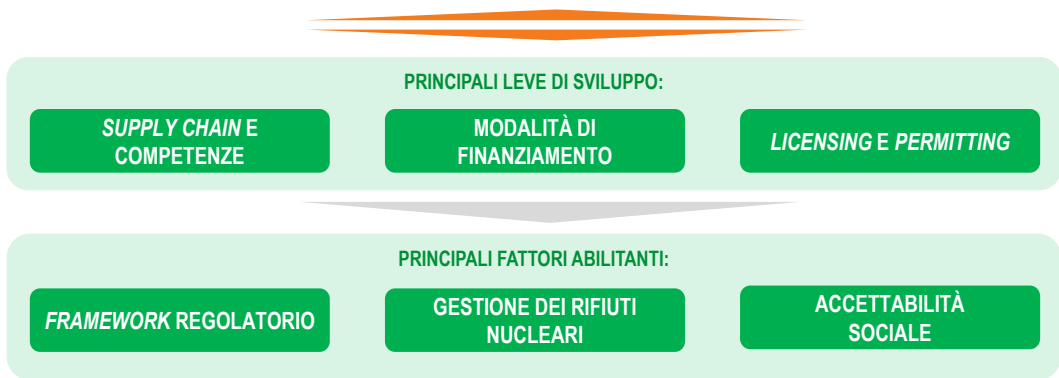 PRINCIPALI LEVE DI SVILUPPO:
SUPPLY CHAIN E
COMPETENZE
MODALITÀ DI
FINANZIAMENTO
LICENSING E PERMITTING
PRINCIPALI FATTORI ABILITANTI:
FRAMEWORK REGOLATORIO
GESTIONE DEI RIFIUTI
NUCLEARI
ACCETTABILITÀ
SOCIALE